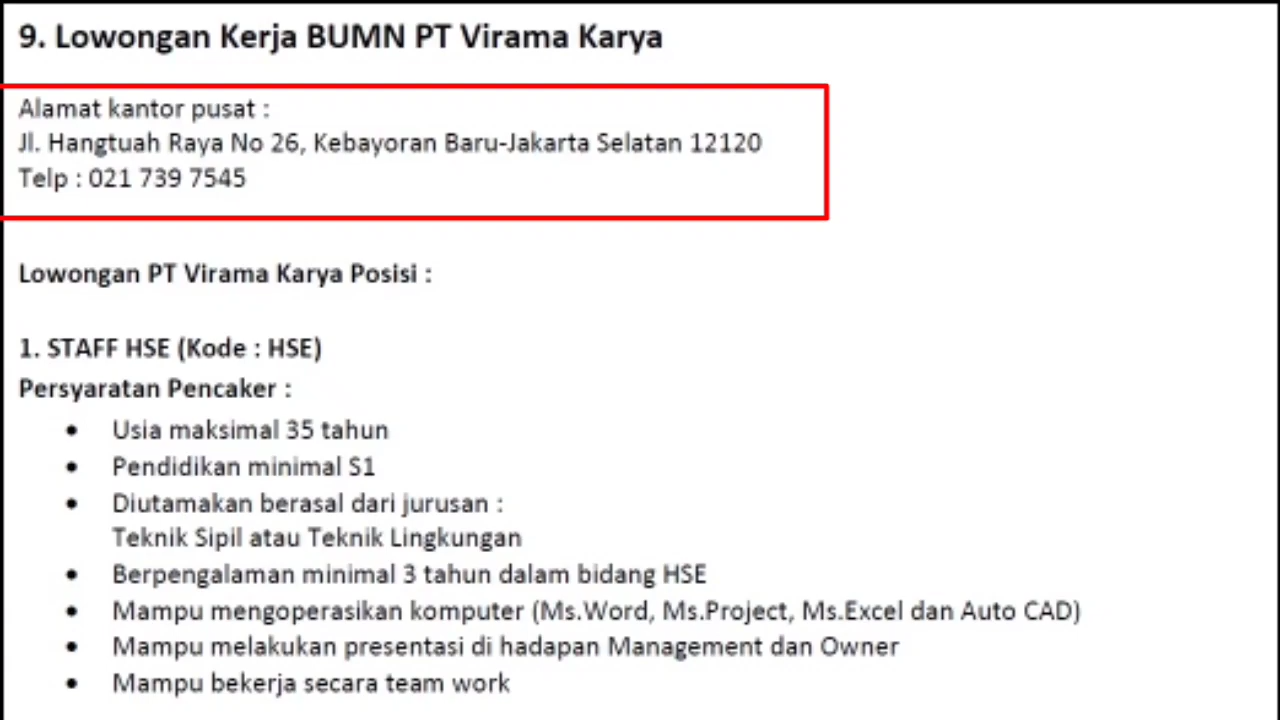 9. Lowongan Kerja BUMN PT Virama Karya
Alamat kantor pusat :
Jl. Hangtuah Raya No 26, Kebayoran Baru-Jakarta Selatan 12120
Telp : 021 739 7545
Lowongan PT Virama Karya Posisi :
1. STAFF HSE (Kode : HSE)
Persyaratan Pencaker :
• Usia maksimal 35 tahun
• Pendidikan minimal S1
• Diutamakan berasal dari jurusan :
Teknik Sipil atau Teknik Lingkungan
• Berpengalaman minimal 3 tahun dalam bidang HSE
• Mampu mengoperasikan komputer (Ms.Word, Ms.Project, Ms.Excel dan Auto CAD)
• Mampu melakukan presentasi di hadapan Management dan Owner
• Mampu bekerja secara team work